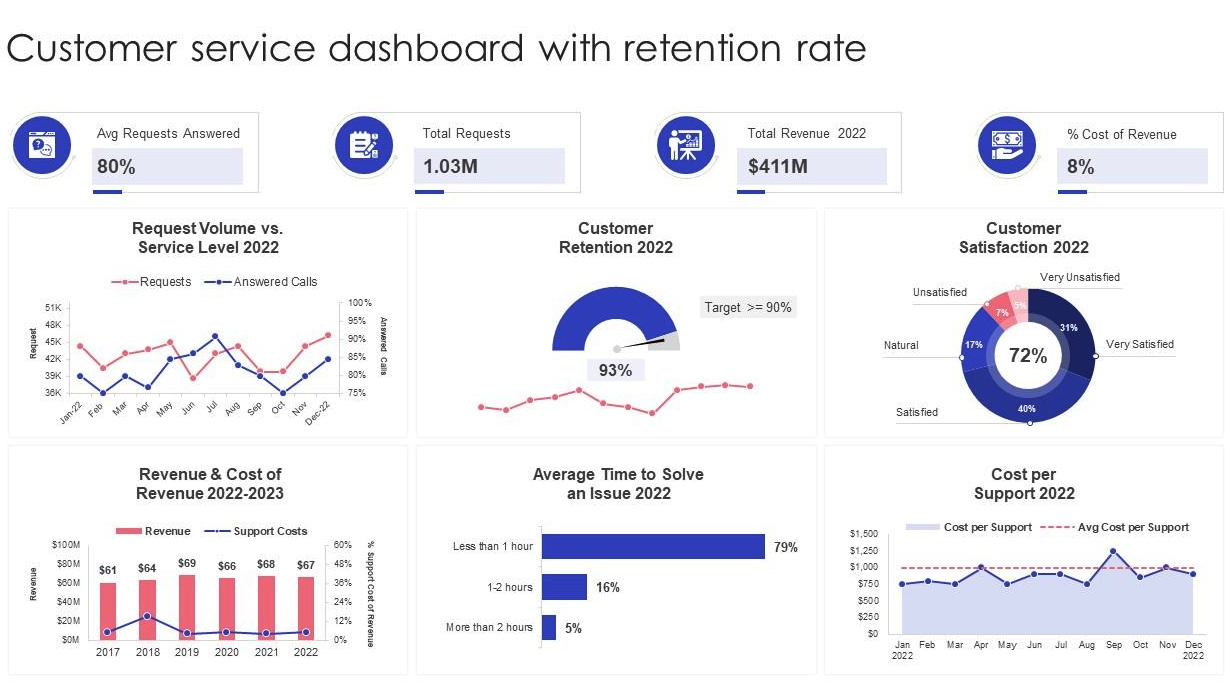 Customer service dashboard with retention rate
Avg Requests Answered
80%
Total Requests
1.03M
Total Revenue 2022
$411M
% Cost of Revenue
8%
Request Volume vs.
Service Level 2022
Requests
Answered Calls
Request
51K
48K
45K
42K
39K
36K
100%
95%
90%
85%
80%
75%
Answered Calls
Jan-22
Feb
Mar
Apr
May
Jun
Jul
Aug
Sep
Oct
Nov
Dec-22
Customer
Retention 2022
Target >= 90%
93%
Customer
Satisfaction 2022
Very Unsatisfied
Unsatisfied
5%
7%
31%
Natural
17%
72%
Very Satisfied
Satisfied
40%
Revenue & Cost of
Revenue 2022-2023
Revenue
Support Costs
Revenue
$100M
$80M
$60M
$40M
$20M
$0M
$61
$64
$69
$66
$68
$67
60%
48%
36%
24%
12%
0%
% Support Cost of Revenue
2017
2018
2019
2020
2021
2022
Average Time to Solve
an Issue 2022
Less than 1 hour
79%
1-2 hours
16%
More than 2 hours
5%
Cost per
Support 2022
Cost per Support
Avg Cost per Support
$1,500
$1,250
$1,000
$750
$500
$250
$0
Jan
2022
Feb
Mar
Apr
May
Jun
Jul
Aug
Sep
Oct
Nov
Dec
2022